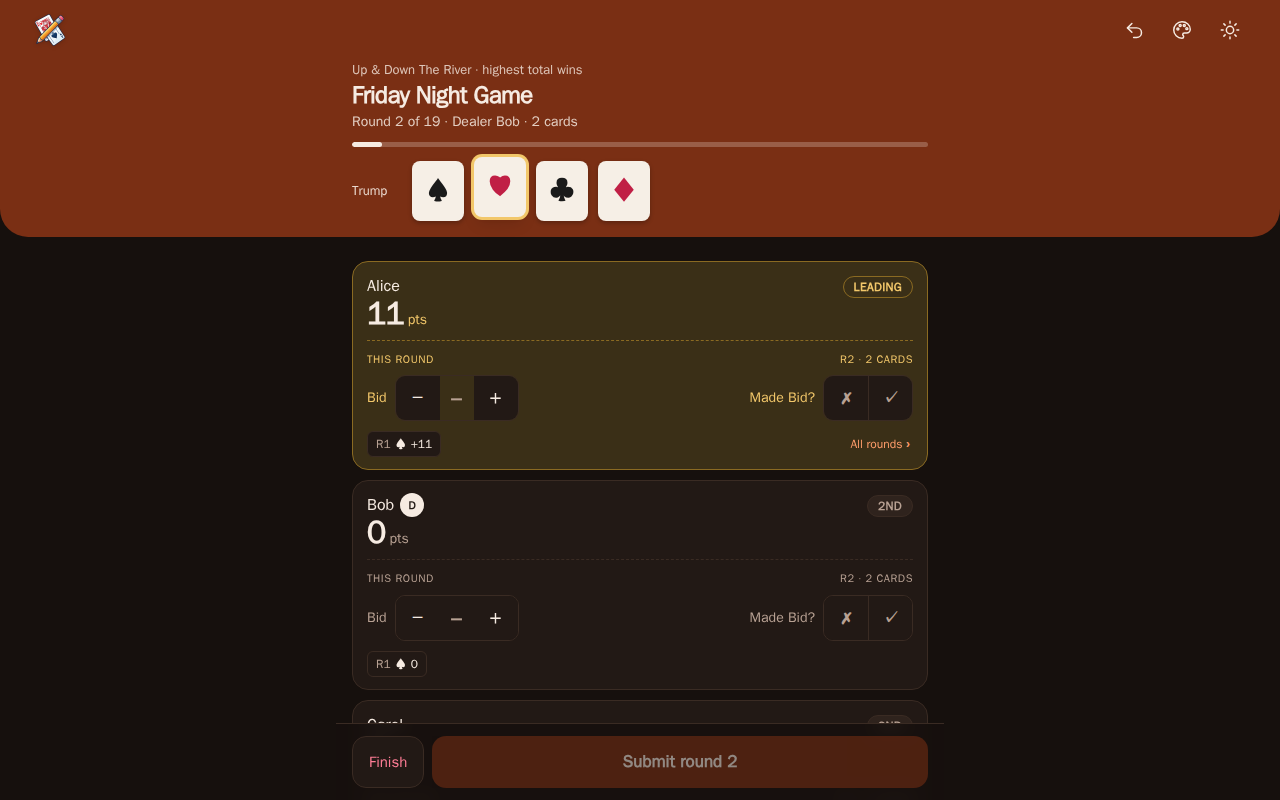 Up & Down The River · highest total wins
Friday Night Game
Round 2 of 19 · Dealer Bob · 2 cards
Trump
Alice
LEADING
11 pts
THIS ROUND
R2 · 2 CARDS
Bid − – +
Made Bid? ✗ ✓
R1 ♠ +11
All rounds ›
Bob D
2ND
0 pts
THIS ROUND
R2 · 2 CARDS
Bid − – +
Made Bid? ✗ ✓
R1 ♠ 0
Finish
Submit round 2